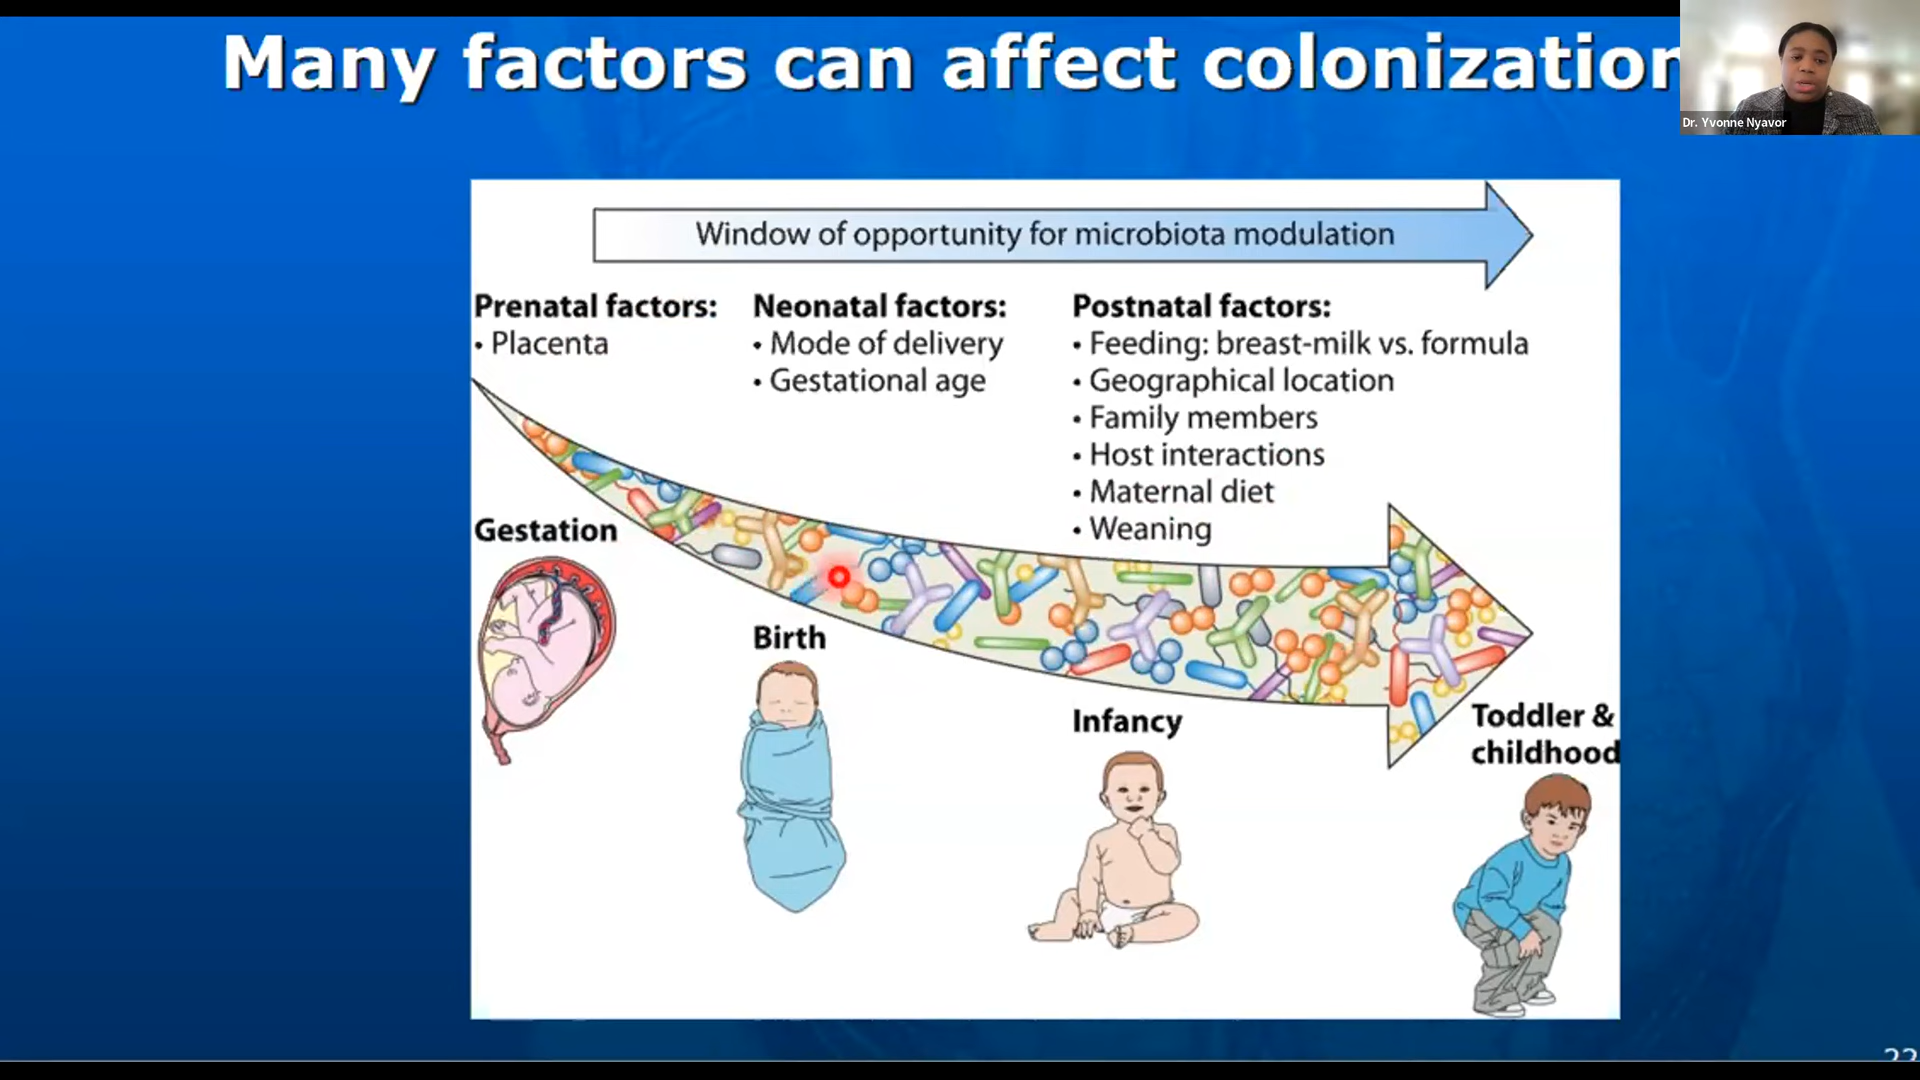 Many factors can affect colonization
Dr. Yvonne Nyavor
Window of opportunity for microbiota modulation
Prenatal factors:
• Placenta
Neonatal factors:
• Mode of delivery
• Gestational age
Postnatal factors:
• Feeding: breast-milk vs. formula
• Geographical location
• Family members
• Host interactions
• Maternal diet
• Weaning
Gestation
Birth
Infancy
Toddler &
childhood
22